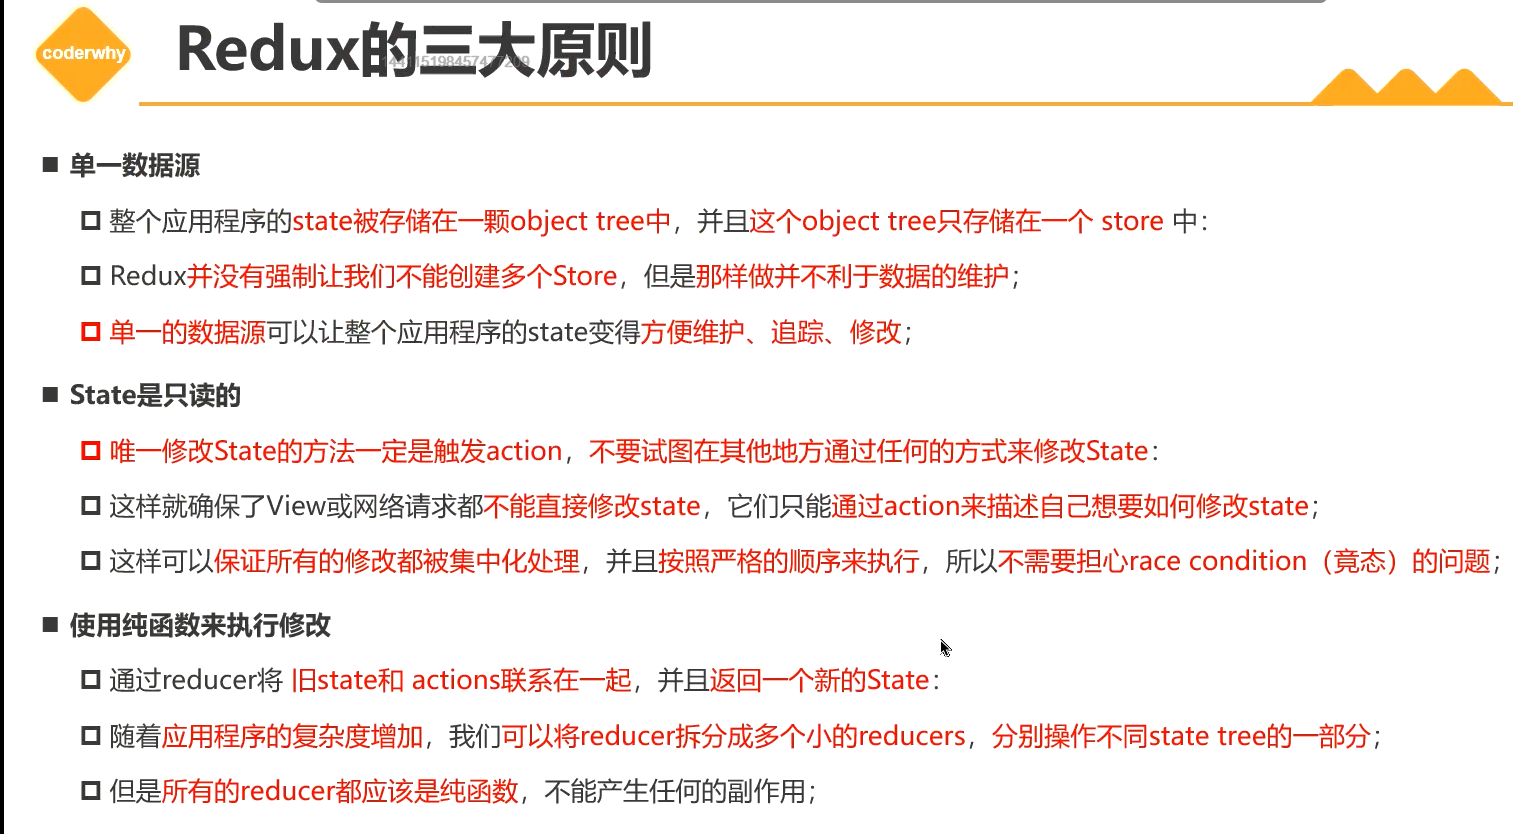 coderwhy
Redux的三大原则
144115198457477209
单一数据源
整个应用程序的state被存储在一颗object tree中，并且这个object tree只存储在一个 store 中：
Redux并没有强制让我们不能创建多个Store，但是那样做并不利于数据的维护；
单一的数据源可以让整个应用程序的state变得方便维护、追踪、修改；
State是只读的
唯一修改State的方法一定是触发action，不要试图在其他地方通过任何的方式来修改State：
这样就确保了View或网络请求都不能直接修改state，它们只能通过action来描述自己想要如何修改state；
这样可以保证所有的修改都被集中化处理，并且按照严格的顺序来执行，所以不需要担心race condition（竟态）的问题；
使用纯函数来执行修改
通过reducer将 旧state和 actions联系在一起，并且返回一个新的State：
随着应用程序的复杂度增加，我们可以将reducer拆分成多个小的reducers，分别操作不同state tree的一部分；
但是所有的reducer都应该是纯函数，不能产生任何的副作用；